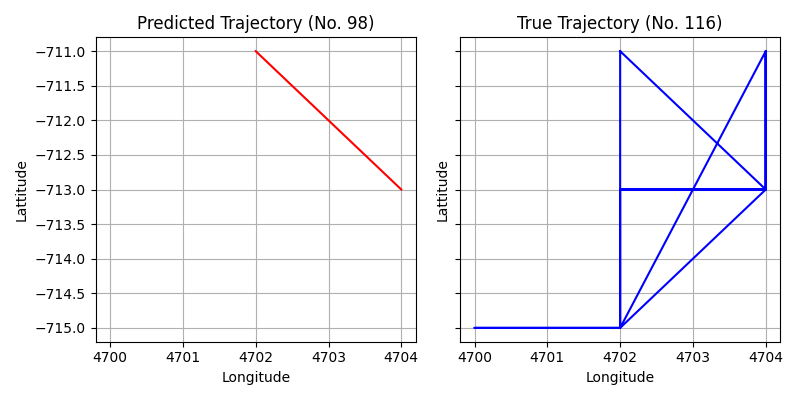 Predicted Trajectory (No. 98)
True Trajectory (No. 116)
−711.0
−711.5
−712.0
−712.5
−713.0
−713.5
−714.0
−714.5
−715.0
Lattitude
Lattitude
4700 4701 4702 4703 4704
4700 4701 4702 4703 4704
Longitude
Longitude